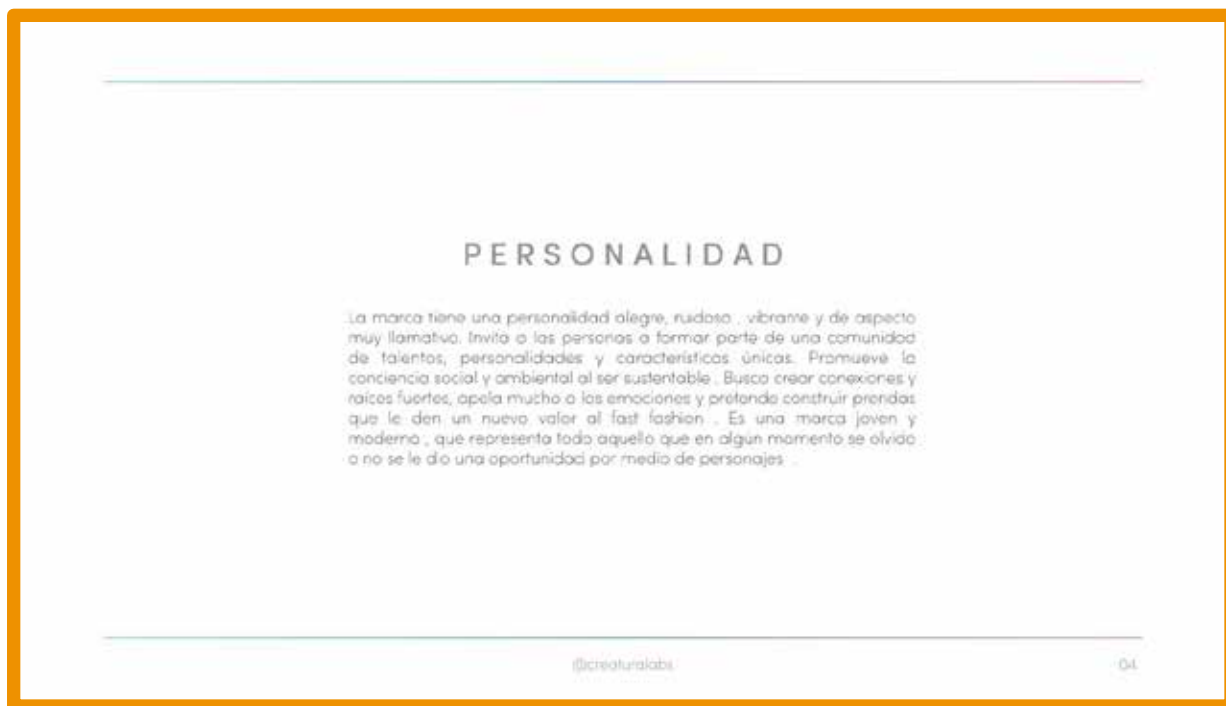 PERSONALIDAD
La marca tiene una personalidad alegre, ruidosa , vibrante y de aspecto
muy llamativo. Invita a las personas a formar parte de una comunidad
de talentos, personalidades y características únicas. Promueve la
conciencia social y ambiental al ser sustentable . Busca crear conexiones y
raíces fuertes, apela mucho a las emociones y pretende construir prendas
que le den un nuevo valor al fast fashion . Es una marca joven y
moderna , que representa todo aquello que en algún momento se olvido
o no se le dio una oportunidad por medio de personajes .
@creaturalabs
04